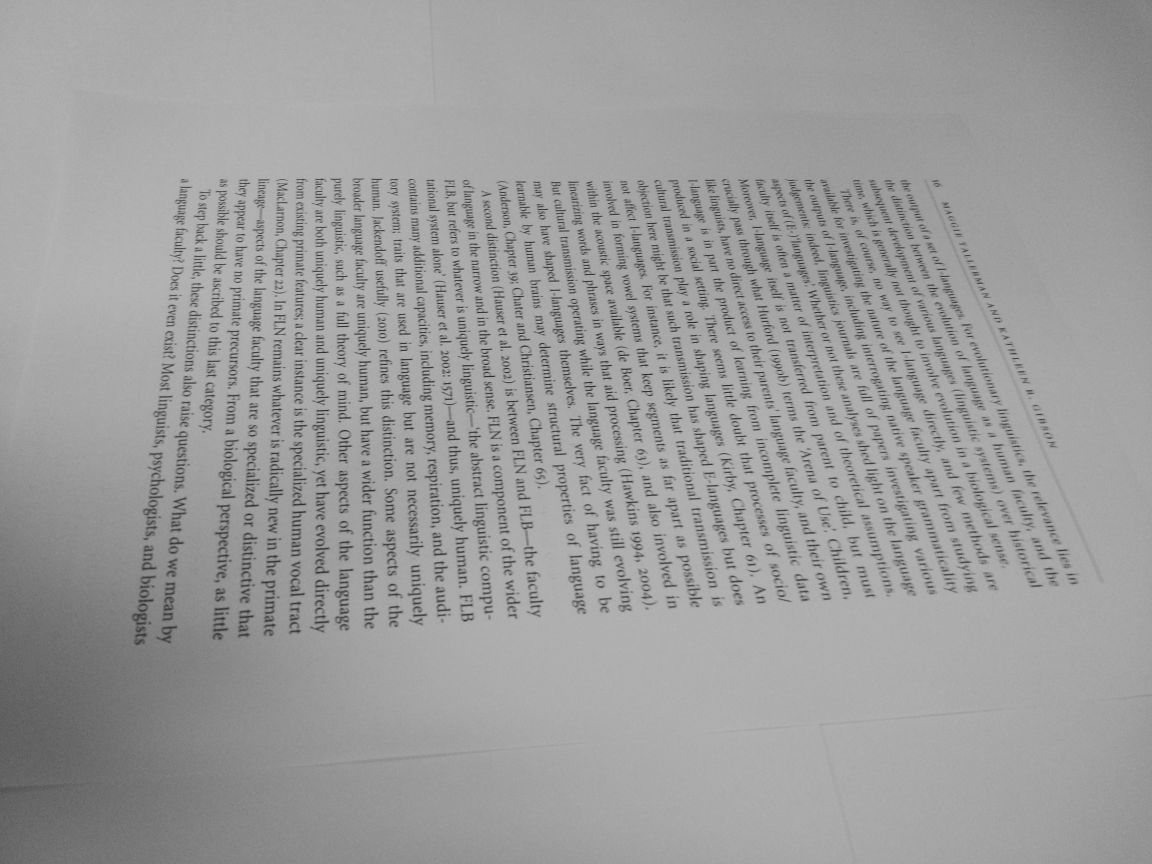 16 MAGGIE TALLERMAN AND KATHLEEN R. GIBSON
the output of a set of I-languages. For evolutionary linguistics, the relevance lies in
the distinction between the evolution of language as a human faculty, and the
subsequent development of various languages (linguistic systems) over historical
time, which is generally not thought to involve evolution in a biological sense.
There is, of course, no way to get I-language directly, and few methods are
available for investigating the nature of the language faculty apart from studying
the outputs of I-languages, including interrogating native speaker grammaticality
judgements; indeed, linguistics journals are full of papers investigating various
aspects of (E-)languages. Whether or not these analyses shed light on the language
faculty itself is often a matter of interpretation and of theoretical assumptions.
Moreover, I-language itself is not transferred from parent to child, but must
crucially pass through what Hurford (1990b) terms the 'Arena of Use'. Children,
like linguists, have no direct access to their parents' language faculty, and their own
I-language is in part the product of learning from incomplete linguistic data
produced in a social setting. There seems little doubt that processes of socio/
cultural transmission play a role in shaping languages (Kirby, Chapter 61). An
objection here might be that such transmission has shaped E-languages but does
not affect I-languages. For instance, it is likely that traditional transmission is
involved in forming vowel systems that keep segments as far apart as possible
within the acoustic space available (de Boer, Chapter 63), and also involved in
linearizing words and phrases in ways that aid processing (Hawkins 1994, 2004).
But cultural transmission operating while the language faculty was still evolving
may also have shaped I-languages themselves. The very fact of having to be
learnable by human brains may determine structural properties of language
(Anderson, Chapter 39; Chater and Christiansen, Chapter 65).
A second distinction (Hauser et al. 2002) is between FLN and FLB—the faculty
of language in the narrow and in the broad sense. FLN is a component of the wider
FLB, but refers to whatever is uniquely linguistic—'the abstract linguistic compu-
tational system alone' (Hauser et al. 2002: 1571)—and thus, uniquely human. FLB
contains many additional capacities, including memory, respiration, and the audi-
tory system: traits that are used in language but are not necessarily uniquely
human. Jackendoff usefully (2010) refines this distinction. Some aspects of the
broader language faculty are uniquely human, but have a wider function than the
purely linguistic, such as a full theory of mind. Other aspects of the language
faculty are both uniquely human and uniquely linguistic, yet have evolved directly
from existing primate features; a clear instance is the specialized human vocal tract
(MacLarnon, Chapter 22). In FLN remains whatever is radically new in the primate
lineage—aspects of the language faculty that are so specialized or distinctive that
they appear to have no primate precursors. From a biological perspective, as little
as possible should be ascribed to this last category.
To step back a little, these distinctions also raise questions. What do we mean by
a language faculty? Does it even exist? Most linguists, psychologists, and biologists